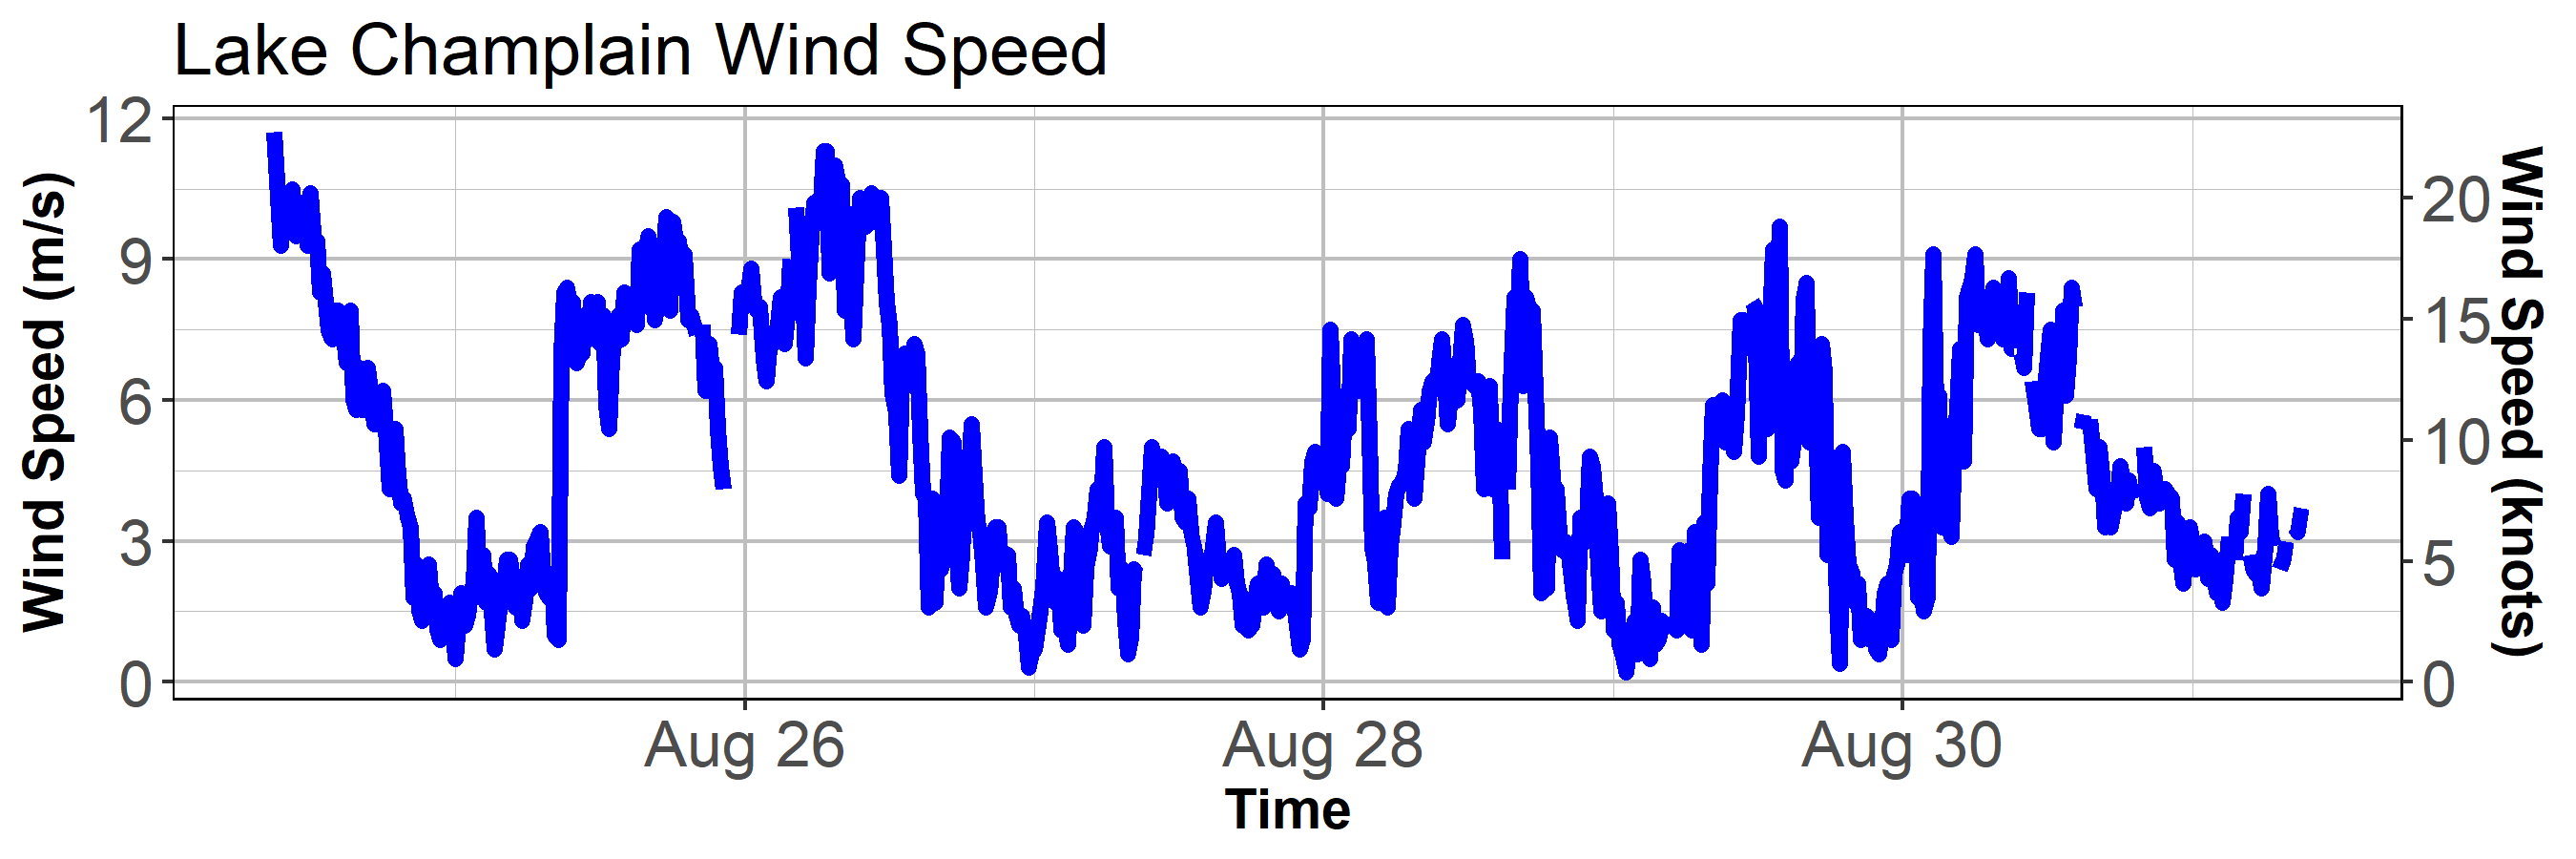 Lake Champlain Wind Speed
Wind Speed (m/s)
12
9
6
3
0
20
15
10
5
0
Wind Speed (knots)
Aug 26
Aug 28
Aug 30
Time